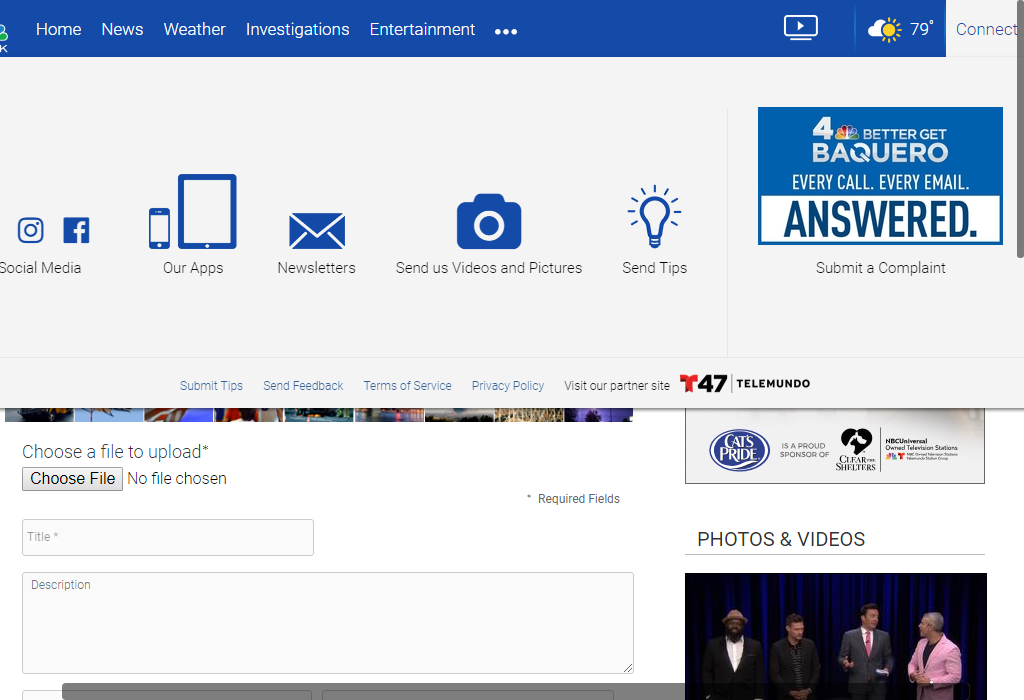 K
Home
News
Weather
Investigations
Entertainment
79°
Connect
Social Media
Our Apps
Newsletters
Send us Videos and Pictures
Send Tips
4 BETTER GET
BAQUERO
EVERY CALL. EVERY EMAIL.
ANSWERED.
Submit a Complaint
Submit Tips
Send Feedback
Terms of Service
Privacy Policy
Visit our partner site
T47 TELEMUNDO
Choose a file to upload*
Choose File No file chosen
* Required Fields
Title *
Description
CAT'S
PRIDE
IS A PROUD
SPONSOR OF
CLEAR THE
SHELTERS
NBCUniversal
Owned Television Stations
PHOTOS & VIDEOS